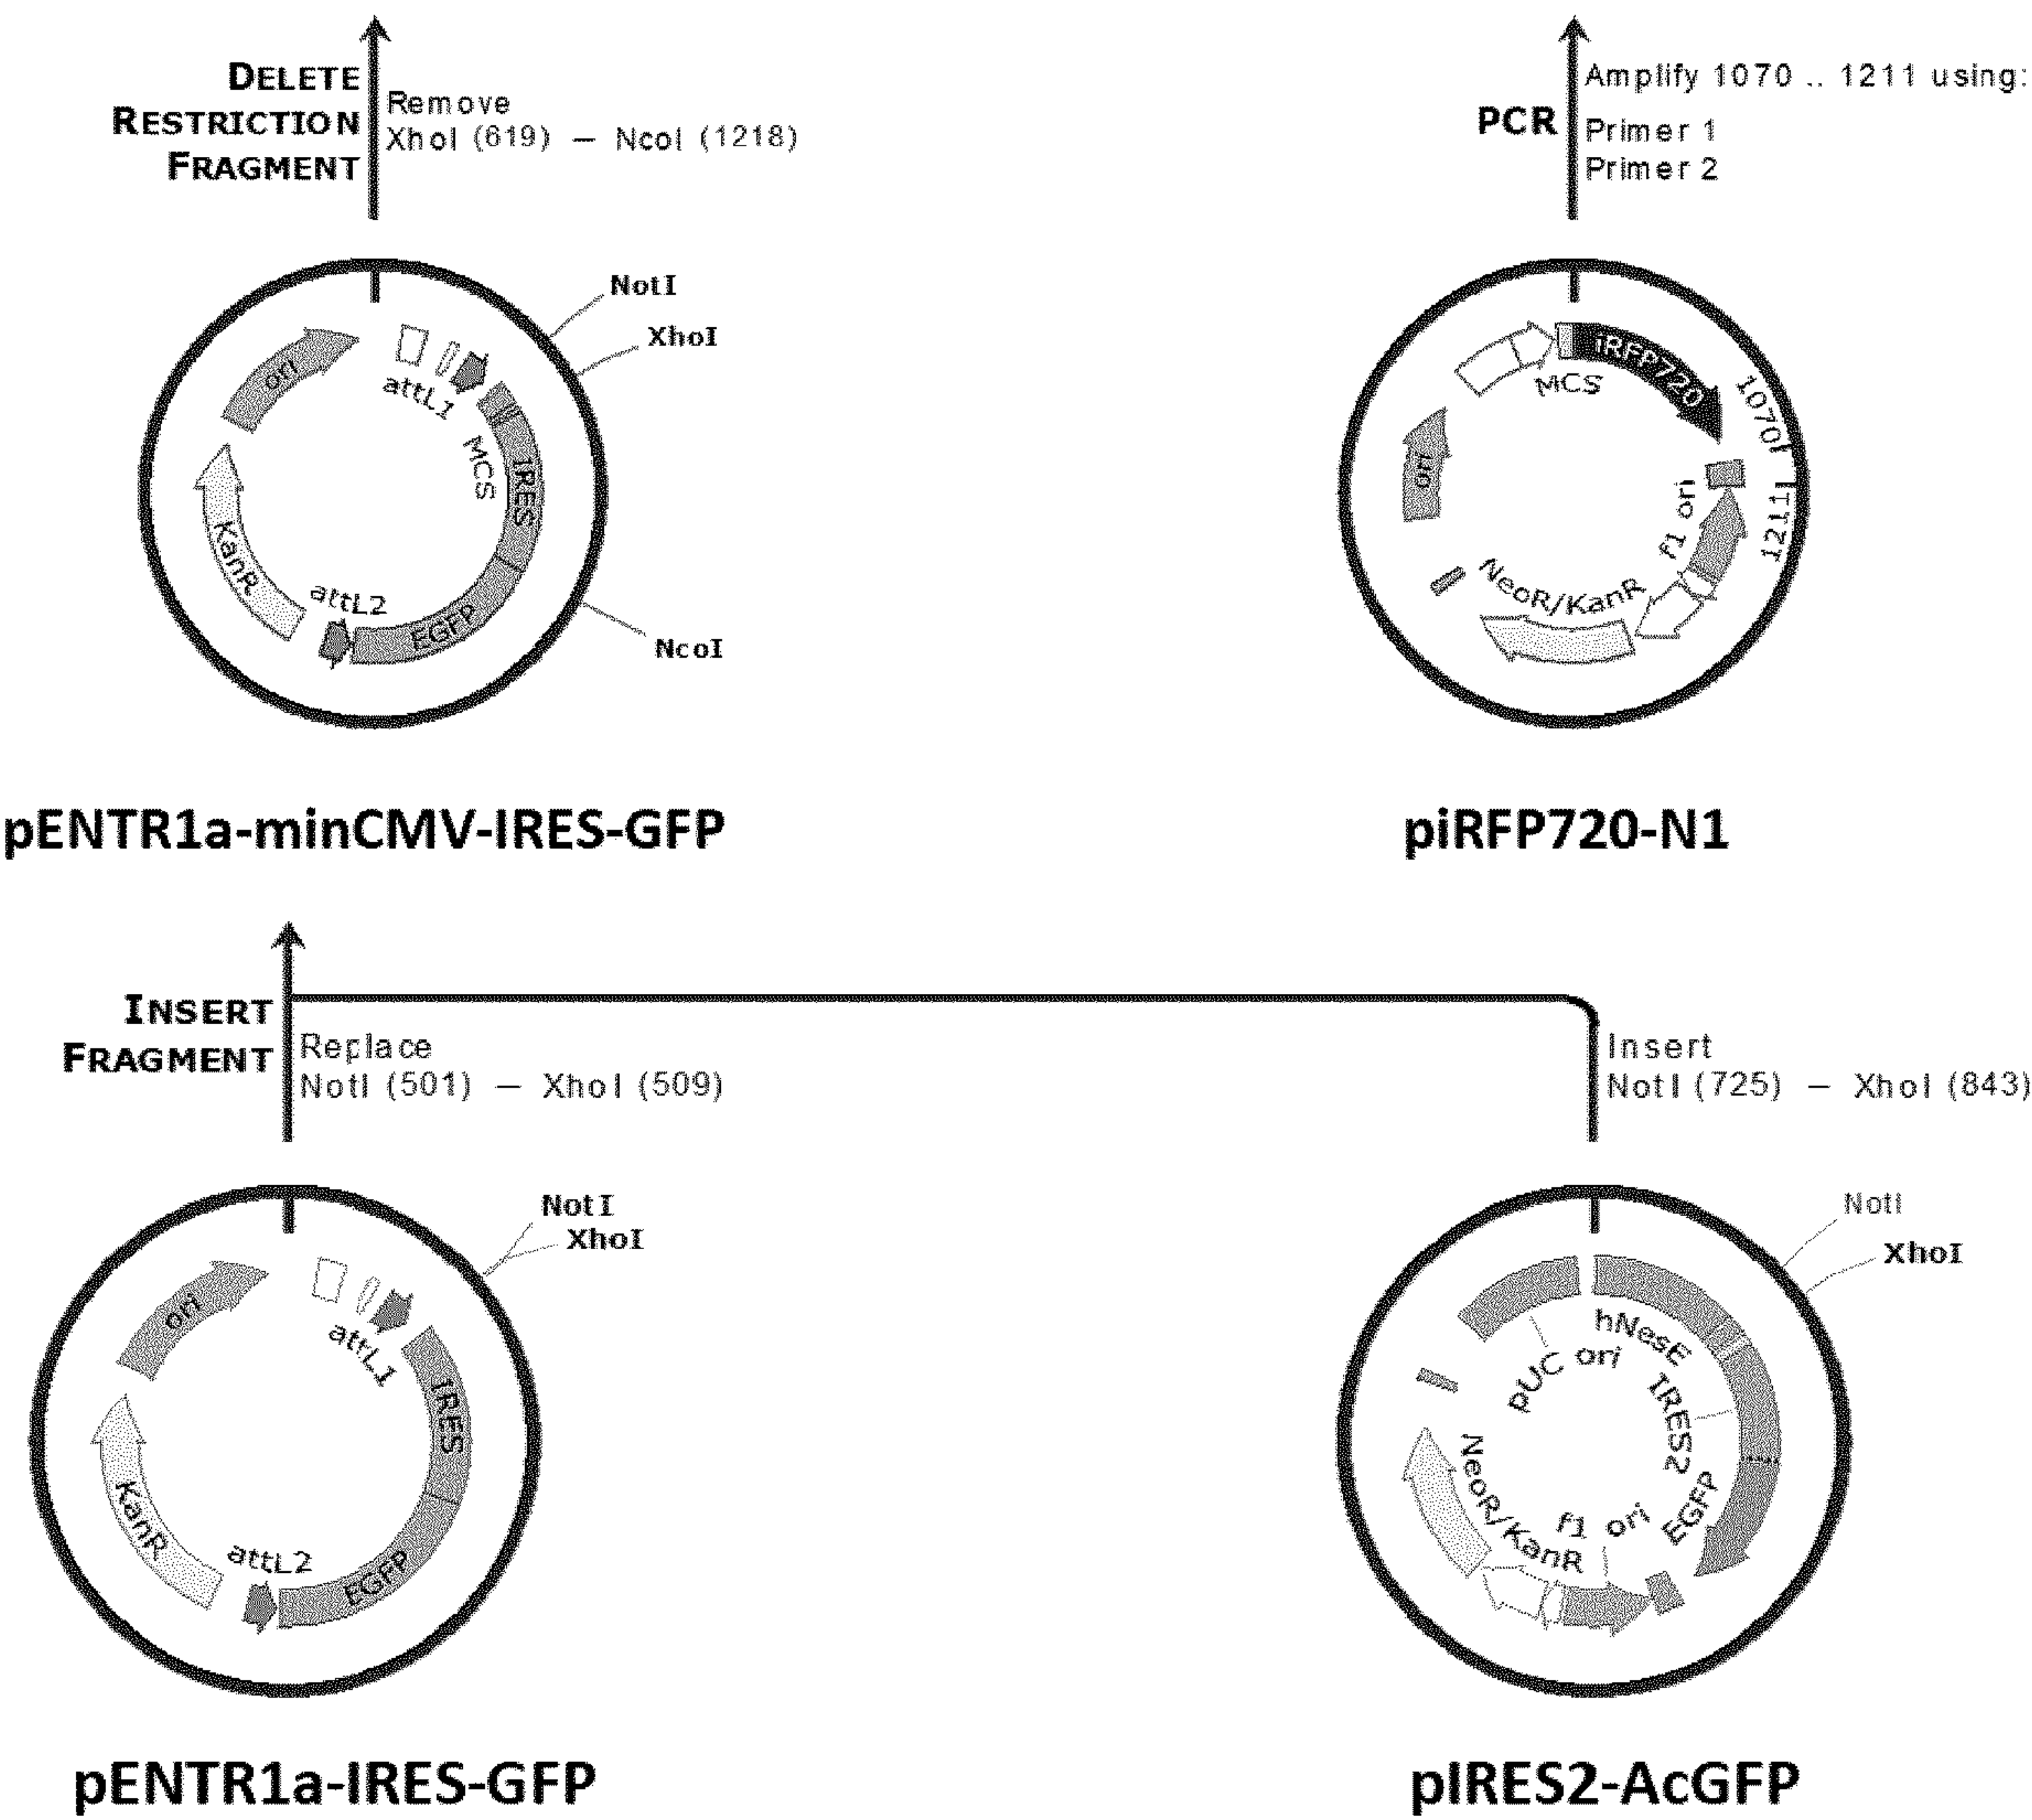 DELETE
RESTRICTION
FRAGMENT
Remove
XhoI (619) – NcoI (1218)
PCR
Amplify 1070 .. 1211 using:
Primer 1
Primer 2
NotI
XhoI
NcoI
ori
attL1
MCS
IRES
EGFP
attL2
KanR
pENTR1a-minCMV-IRES-GFP
iRFP720
MCS
1070
1211
ori
f1 ori
NeoR/KanR
piRFP720-N1
INSERT
FRAGMENT
Replace
NotI (501) – XhoI (509)
Insert
NotI (725) – XhoI (843)
NotI
XhoI
ori
attL1
IRES
EGFP
attL2
KanR
pENTR1a-IRES-GFP
NotI
XhoI
hNesE
pUC ori
IRES2
EGFP
f1 ori
NeoR/KanR
pIRES2-AcGFP